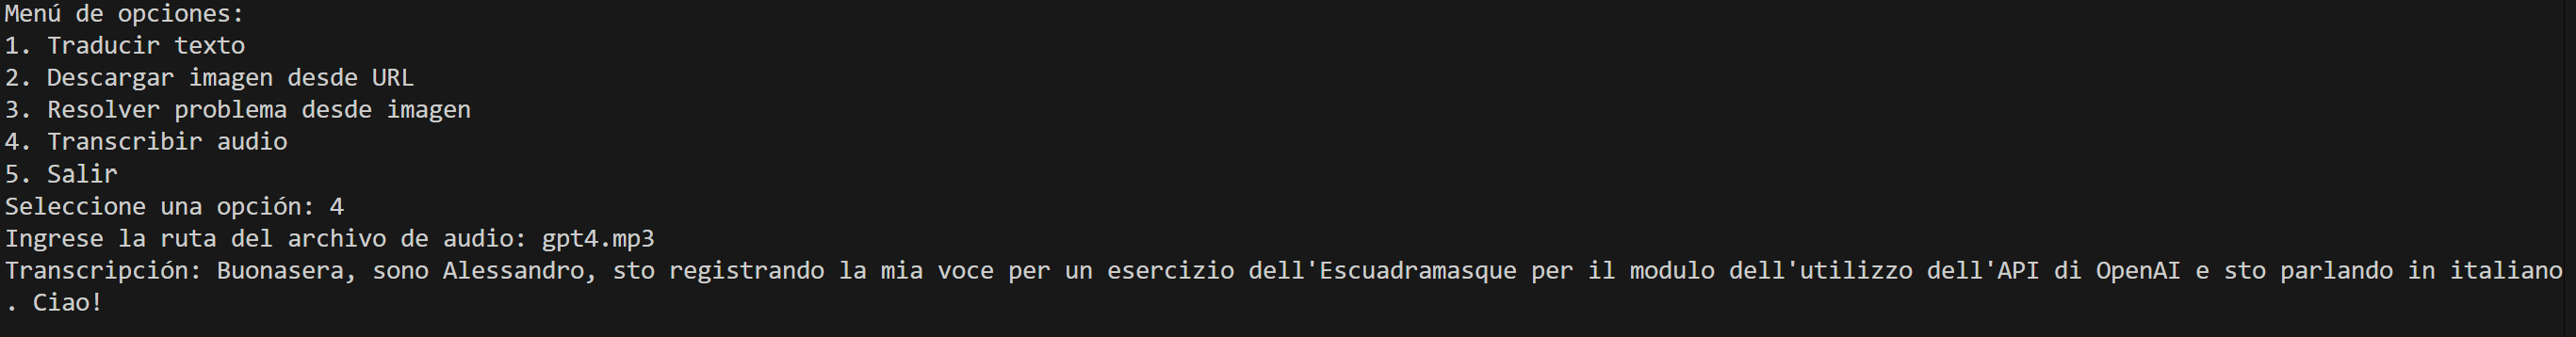 Menú de opciones:
1. Traducir texto
2. Descargar imagen desde URL
3. Resolver problema desde imagen
4. Transcribir audio
5. Salir
Seleccione una opción: 4
Ingrese la ruta del archivo de audio: gpt4.mp3
Transcripción: Buonasera, sono Alessandro, sto registrando la mia voce per un esercizio dell'Escuadramasque per il modulo dell'utilizzo dell'API di OpenAI e sto parlando in italiano
. Ciao!